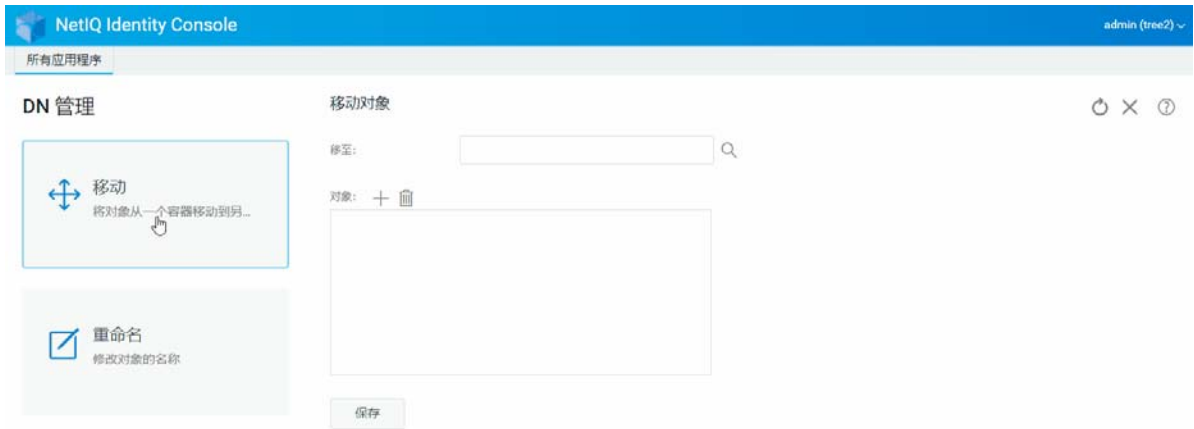 NetIQ Identity Console
admin (tree2)
所有应用程序
DN 管理
移动
将对象从一个容器移动到另...
重命名
修改对象的名称
移动对象
移至:
对象:
保存